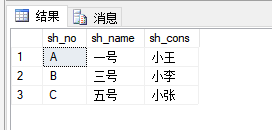 结果 消息
sh_no sh_name sh_cons
1 A 一号 小王
2 B 三号 小李
3 C 五号 小张